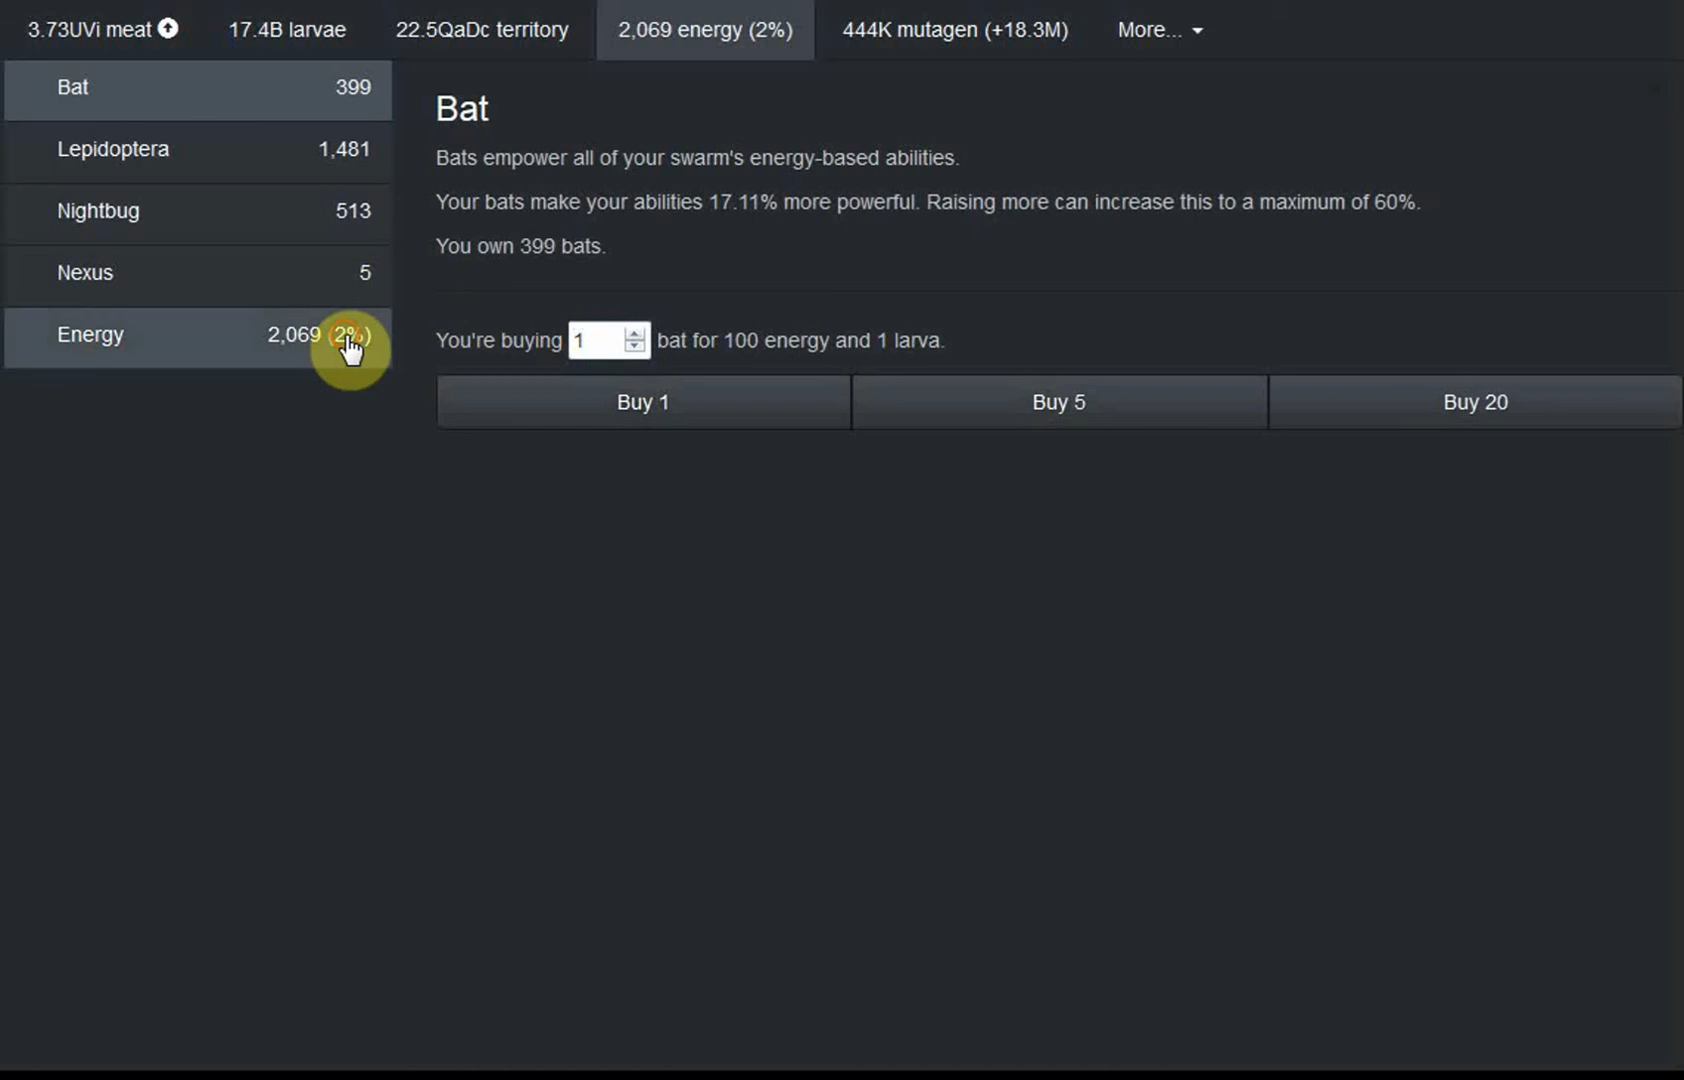 3.73UVi meat 17.4B larvae 22.5QaDc territory 2,069 energy (2%) 444K mutagen (+18.3M) More...
Bat 399
Lepidoptera 1,481
Nightbug 513
Nexus 5
Energy 2,069 (2%)
Bat
Bats empower all of your swarm's energy-based abilities.
Your bats make your abilities 17.11% more powerful. Raising more can increase this to a maximum of 60%.
You own 399 bats.
You're buying 1 bat for 100 energy and 1 larva.
Buy 1 Buy 5 Buy 20